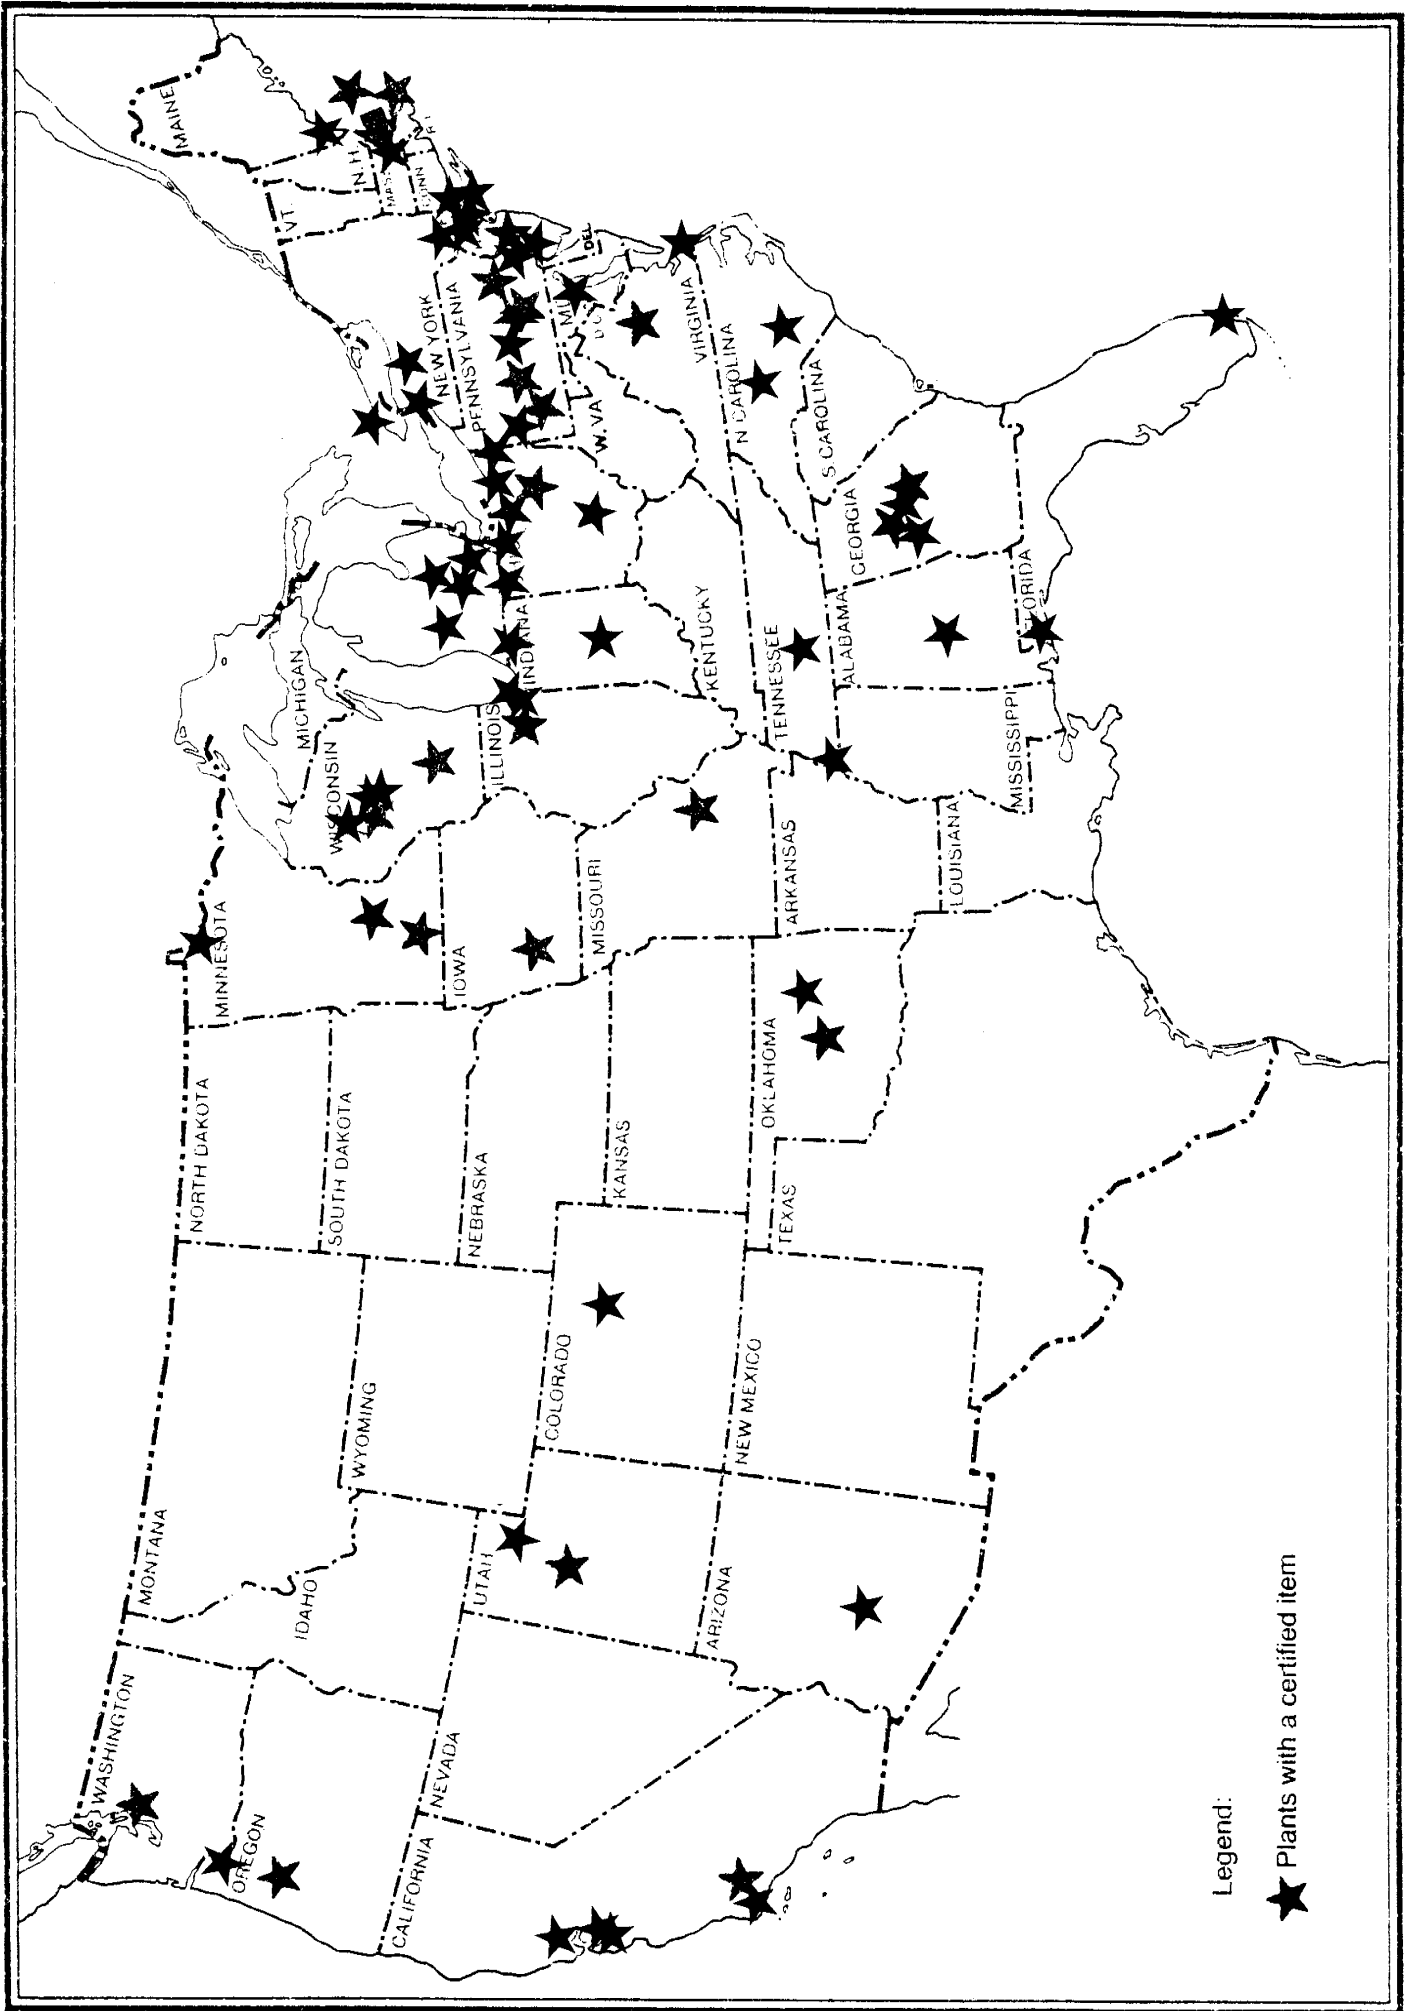 WASHINGTON
OREGON
CALIFORNIA
NEVADA
IDAHO
MONTANA
UTAH
ARIZONA
WYOMING
COLORADO
NEW MEXICO
NORTH DAKOTA
SOUTH DAKOTA
NEBRASKA
KANSAS
OKLAHOMA
TEXAS
MINNESOTA
IOWA
MISSOURI
ARKANSAS
LOUISIANA
WISCONSIN
MICHIGAN
ILLINOIS
INDIANA
KENTUCKY
TENNESSEE
MISSISSIPPI
ALABAMA
GEORGIA
FLORIDA
S CAROLINA
N CAROLINA
VIRGINIA
W. VA
PENNSYLVANIA
NEW YORK
DEL
VT.
N.H.
MAINE
Legend:
Plants with a certified item